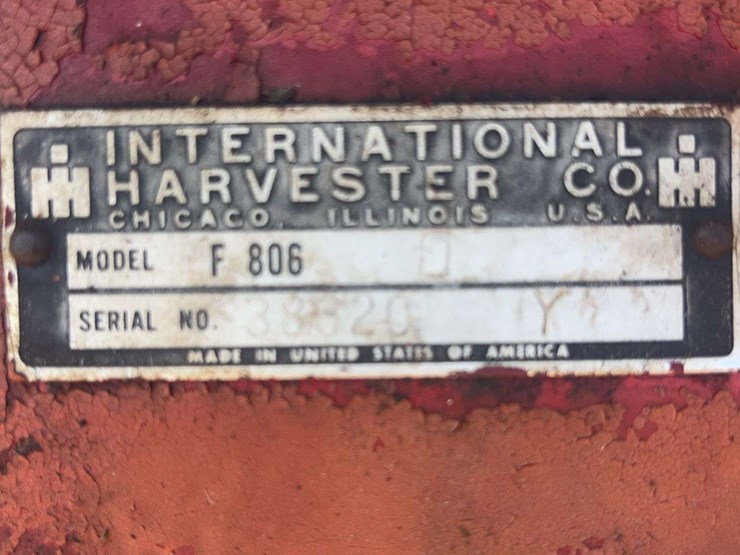 INTERNATIONAL
HARVESTER CO.
CHICAGO, ILLINOIS U.S.A.
MODEL F 806 D
SERIAL NO. Y
MADE IN UNITED STATES OF AMERICA